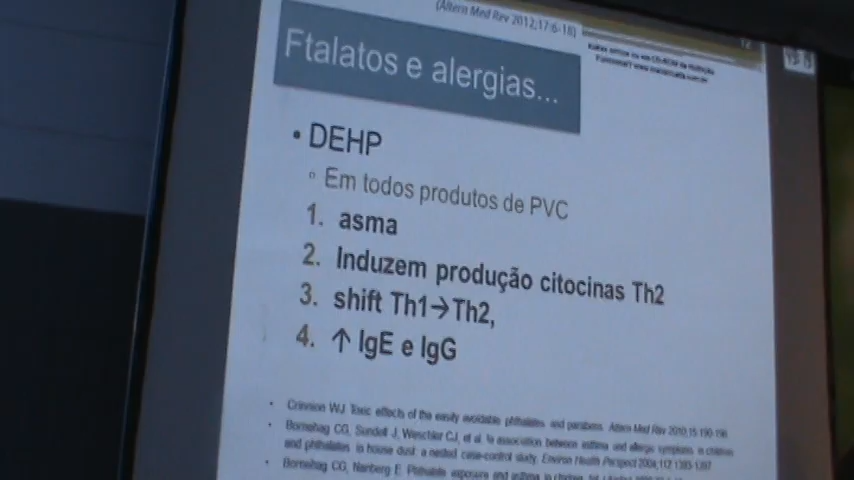 (Altern Med Rev 2012;17:6-18)
Ftalatos e alergias...
• DEHP
▫ Em todos produtos de PVC
1. asma
2. Induzem produção citocinas Th2
3. shift Th1→Th2,
4. ↑ IgE e IgG
• Crinnion WJ. Toxic effects of the easily avoidable phthalates and parabens. Altern Med Rev 2010;15:190-196
• Bornehag CG, Sundell J, Weschler CJ, et al. association between asthma and allergic symptoms in children
and phthalates in house dust: a nested case-control study. Environ Health Perspect 2004;112:1393-1397
• Bornehag CG, Nanberg E. Phthalate exposure and asthma in children.